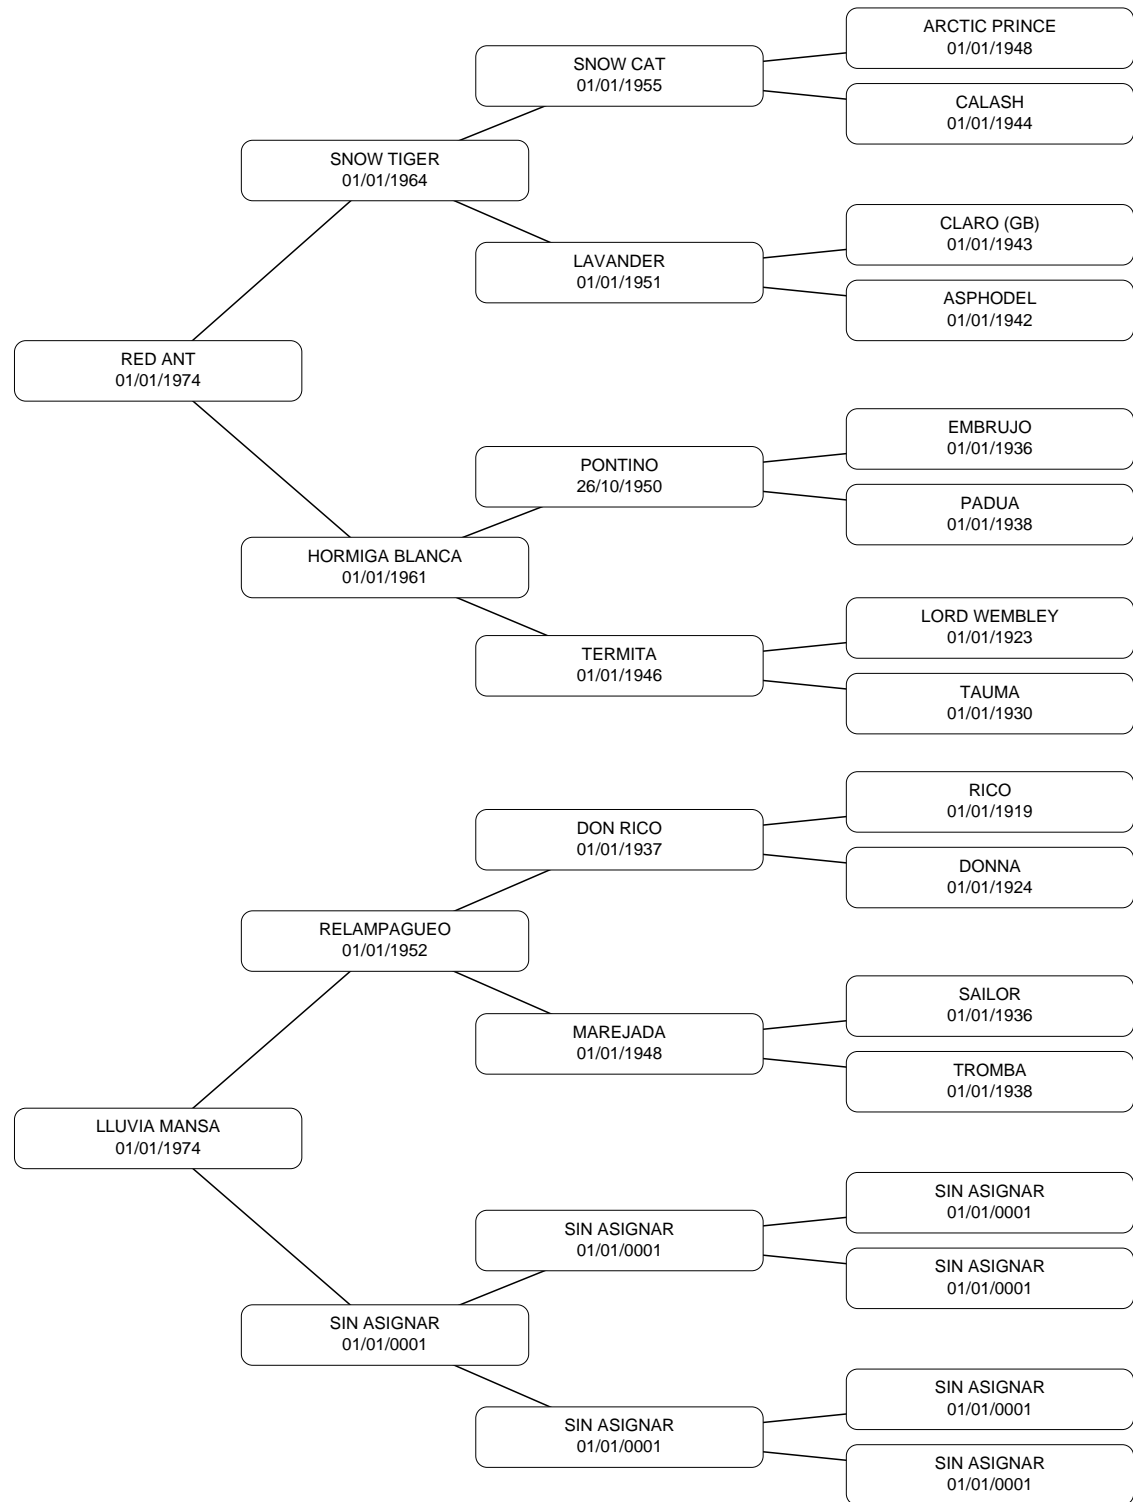 ARCTIC PRINCE
01/01/1948
SNOW CAT
01/01/1955
CALASH
01/01/1944
SNOW TIGER
01/01/1964
CLARO (GB)
01/01/1943
LAVANDER
01/01/1951
ASPHODEL
01/01/1942
RED ANT
01/01/1974
EMBRUJO
01/01/1936
PONTINO
26/10/1950
PADUA
01/01/1938
HORMIGA BLANCA
01/01/1961
LORD WEMBLEY
01/01/1923
TERMITA
01/01/1946
TAUMA
01/01/1930
RICO
01/01/1919
DON RICO
01/01/1937
DONNA
01/01/1924
RELAMPAGUEO
01/01/1952
SAILOR
01/01/1936
MAREJADA
01/01/1948
TROMBA
01/01/1938
LLUVIA MANSA
01/01/1974
SIN ASIGNAR
01/01/0001
SIN ASIGNAR
01/01/0001
SIN ASIGNAR
01/01/0001
SIN ASIGNAR
01/01/0001
SIN ASIGNAR
01/01/0001
SIN ASIGNAR
01/01/0001
SIN ASIGNAR
01/01/0001